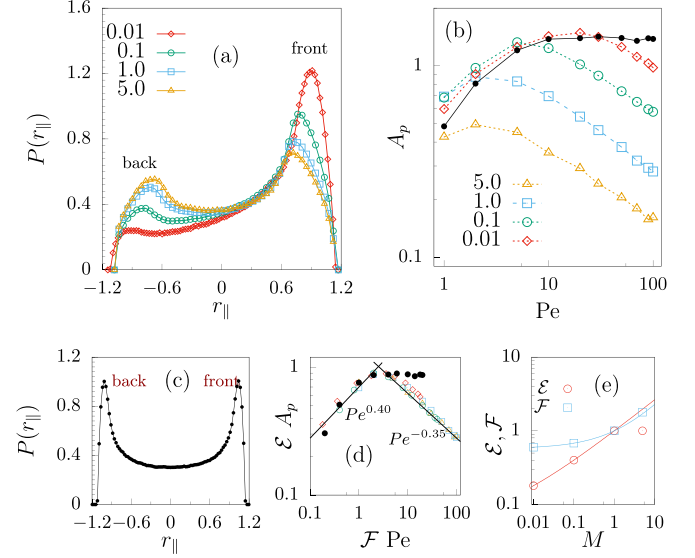 0.01
0.1
1.0
5.0
(a)
front
back
1.6
1.2
0.8
0.4
0
P(r∥)
−1.2 −0.6 0 0.6 1.2
r∥
(b)
1
0.1
A_p
5.0
1.0
0.1
0.01
1 10 100
Pe
1.2
0.8
0.4
0
P(r∥)
back (c) front
−1.2 −0.6 0 0.6 1.2
r∥
1
0.1
ℰ A_p
Pe^0.40
Pe^−0.35
(d)
0.1 1 10 100
ℱ Pe
10
1
0.1
ℰ, ℱ
ℰ
ℱ
(e)
0.01 0.1 1 10
M